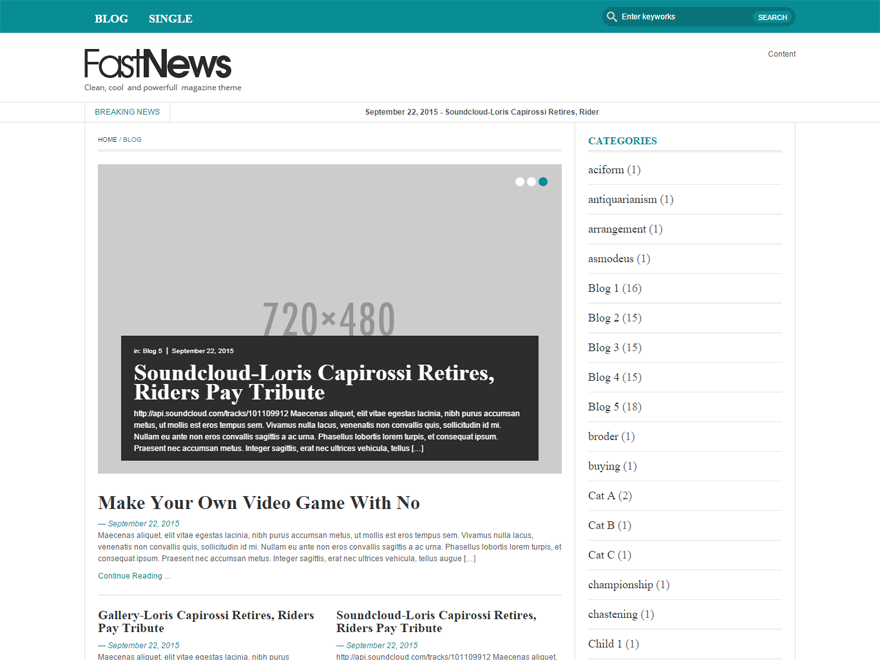 BLOG SINGLE
Enter keyworks
SEARCH
FastNews
Clean, cool and powerfull magazine theme
Content
BREAKING NEWS
September 22, 2015 - Soundcloud-Loris Capirossi Retires, Rider
HOME / BLOG
720×480
in: Blog 5 | September 22, 2015
Soundcloud-Loris Capirossi Retires,
Riders Pay Tribute
http://api.soundcloud.com/tracks/101109912 Maecenas aliquet, elit vitae egestas lacinia, nibh purus accumsan
metus, ut mollis est eros tempus sem. Vivamus nulla lacus, venenatis non convallis quis, sollicitudin id mi.
Nullam eu ante non eros convallis sagittis a ac urna. Phasellus lobortis lorem turpis, et consequat ipsum.
Praesent nec accumsan metus. Integer sagittis, erat nec ultrices vehicula, tellus [...]
Make Your Own Video Game With No
— September 22, 2015
Maecenas aliquet, elit vitae egestas lacinia, nibh purus accumsan metus, ut mollis est eros tempus sem. Vivamus nulla lacus,
venenatis non convallis quis, sollicitudin id mi. Nullam eu ante non eros convallis sagittis a ac urna. Phasellus lobortis lorem turpis, et
consequat ipsum. Praesent nec accumsan metus. Integer sagittis, erat nec ultrices vehicula, tellus augue [...]
Continue Reading ...
Gallery-Loris Capirossi Retires, Riders
Pay Tribute
— September 22, 2015
Maecenas aliquet, elit vitae egestas lacinia, nibh purus
Soundcloud-Loris Capirossi Retires,
Riders Pay Tribute
— September 22, 2015
http://api.soundcloud.com/tracks/101109912 Maecenas aliquet,
CATEGORIES
aciform (1)
antiquarianism (1)
arrangement (1)
asmodeus (1)
Blog 1 (16)
Blog 2 (15)
Blog 3 (15)
Blog 4 (15)
Blog 5 (18)
broder (1)
buying (1)
Cat A (2)
Cat B (1)
Cat C (1)
championship (1)
chastening (1)
Child 1 (1)